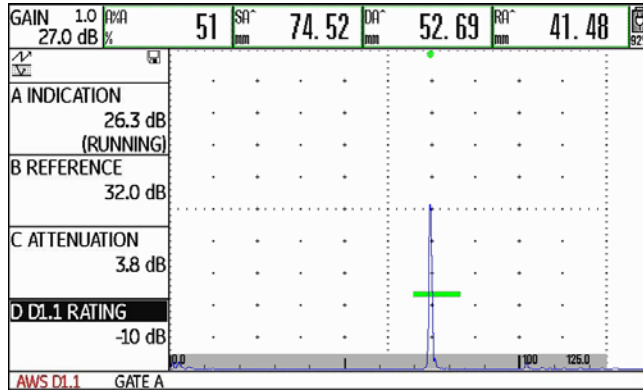 GAIN 1.0
27.0 dB
A%A
%
51
SA^
mm
74.52
DA^
mm
52.69
RA^
mm
41.48
92%
A INDICATION
26.3 dB
(RUNNING)
B REFERENCE
32.0 dB
C ATTENUATION
3.8 dB
D D1.1 RATING
-10 dB
0.0
100
125.0
AWS D1.1
GATE A